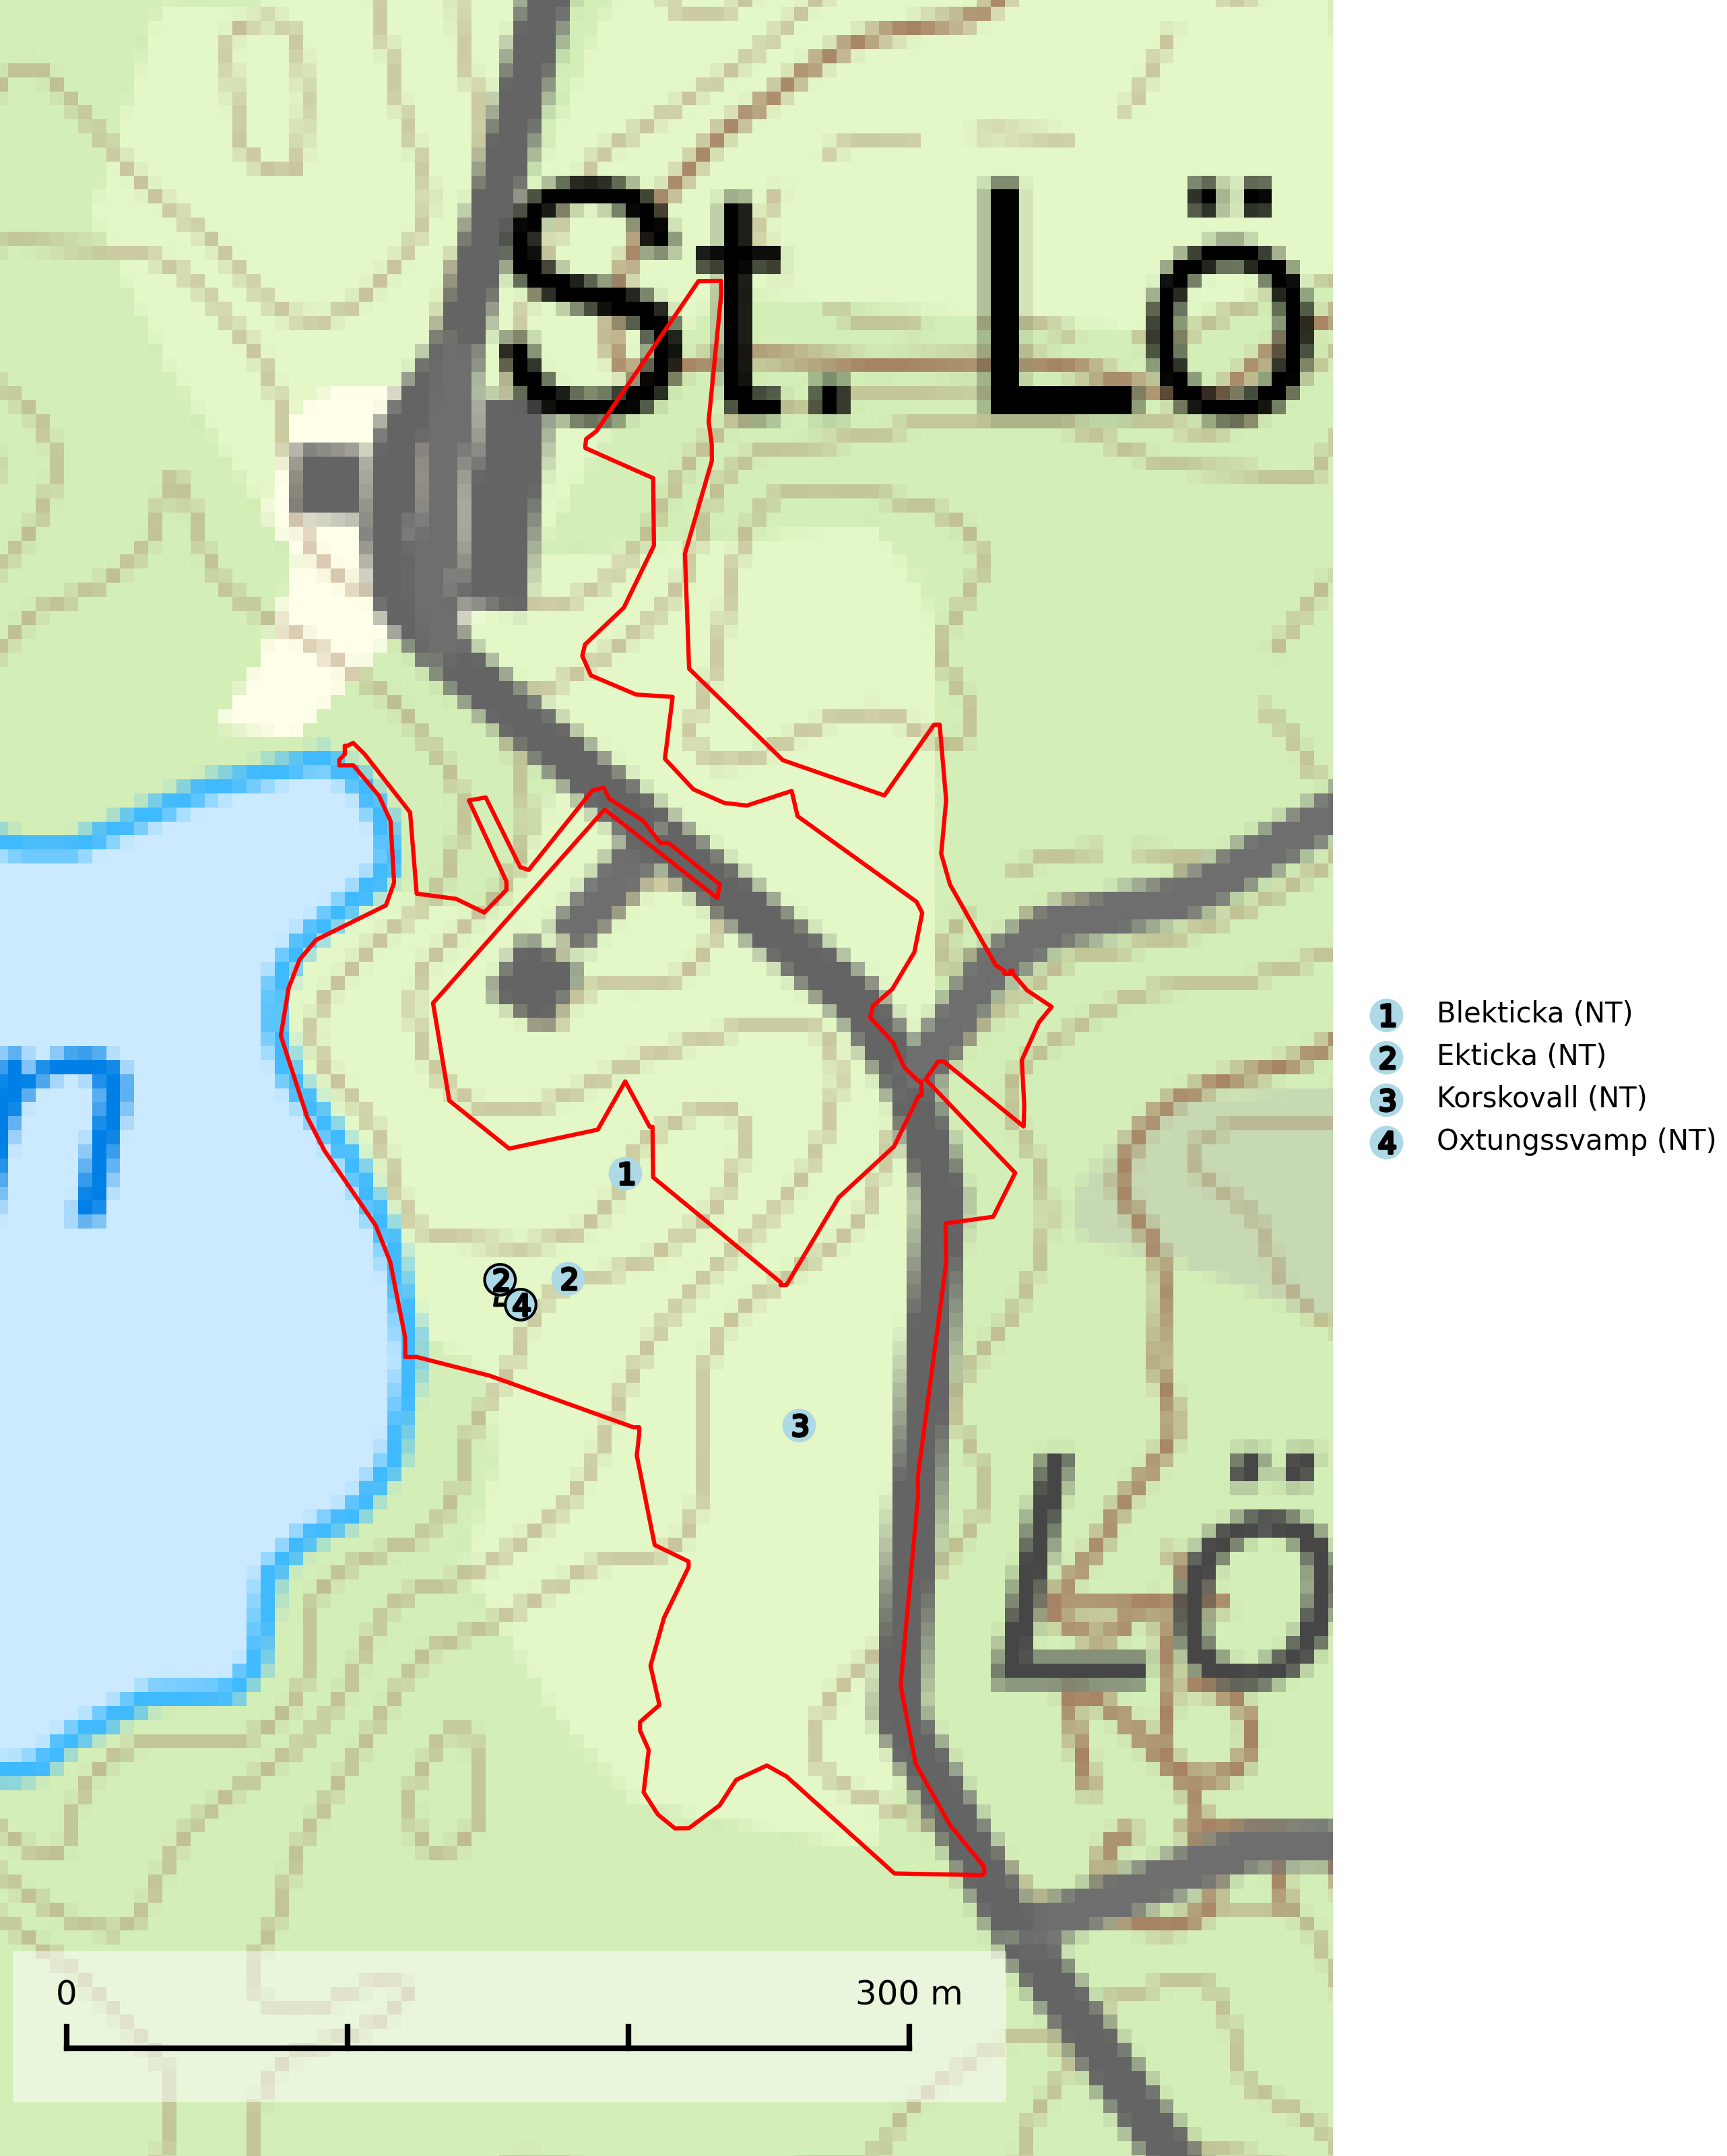 St. Lö
n
1 Blekticka (NT)
2 Ekticka (NT)
3 Korskovall (NT)
4 Oxtungssvamp (NT)
1
2
2
4
3
Lö
0 300 m